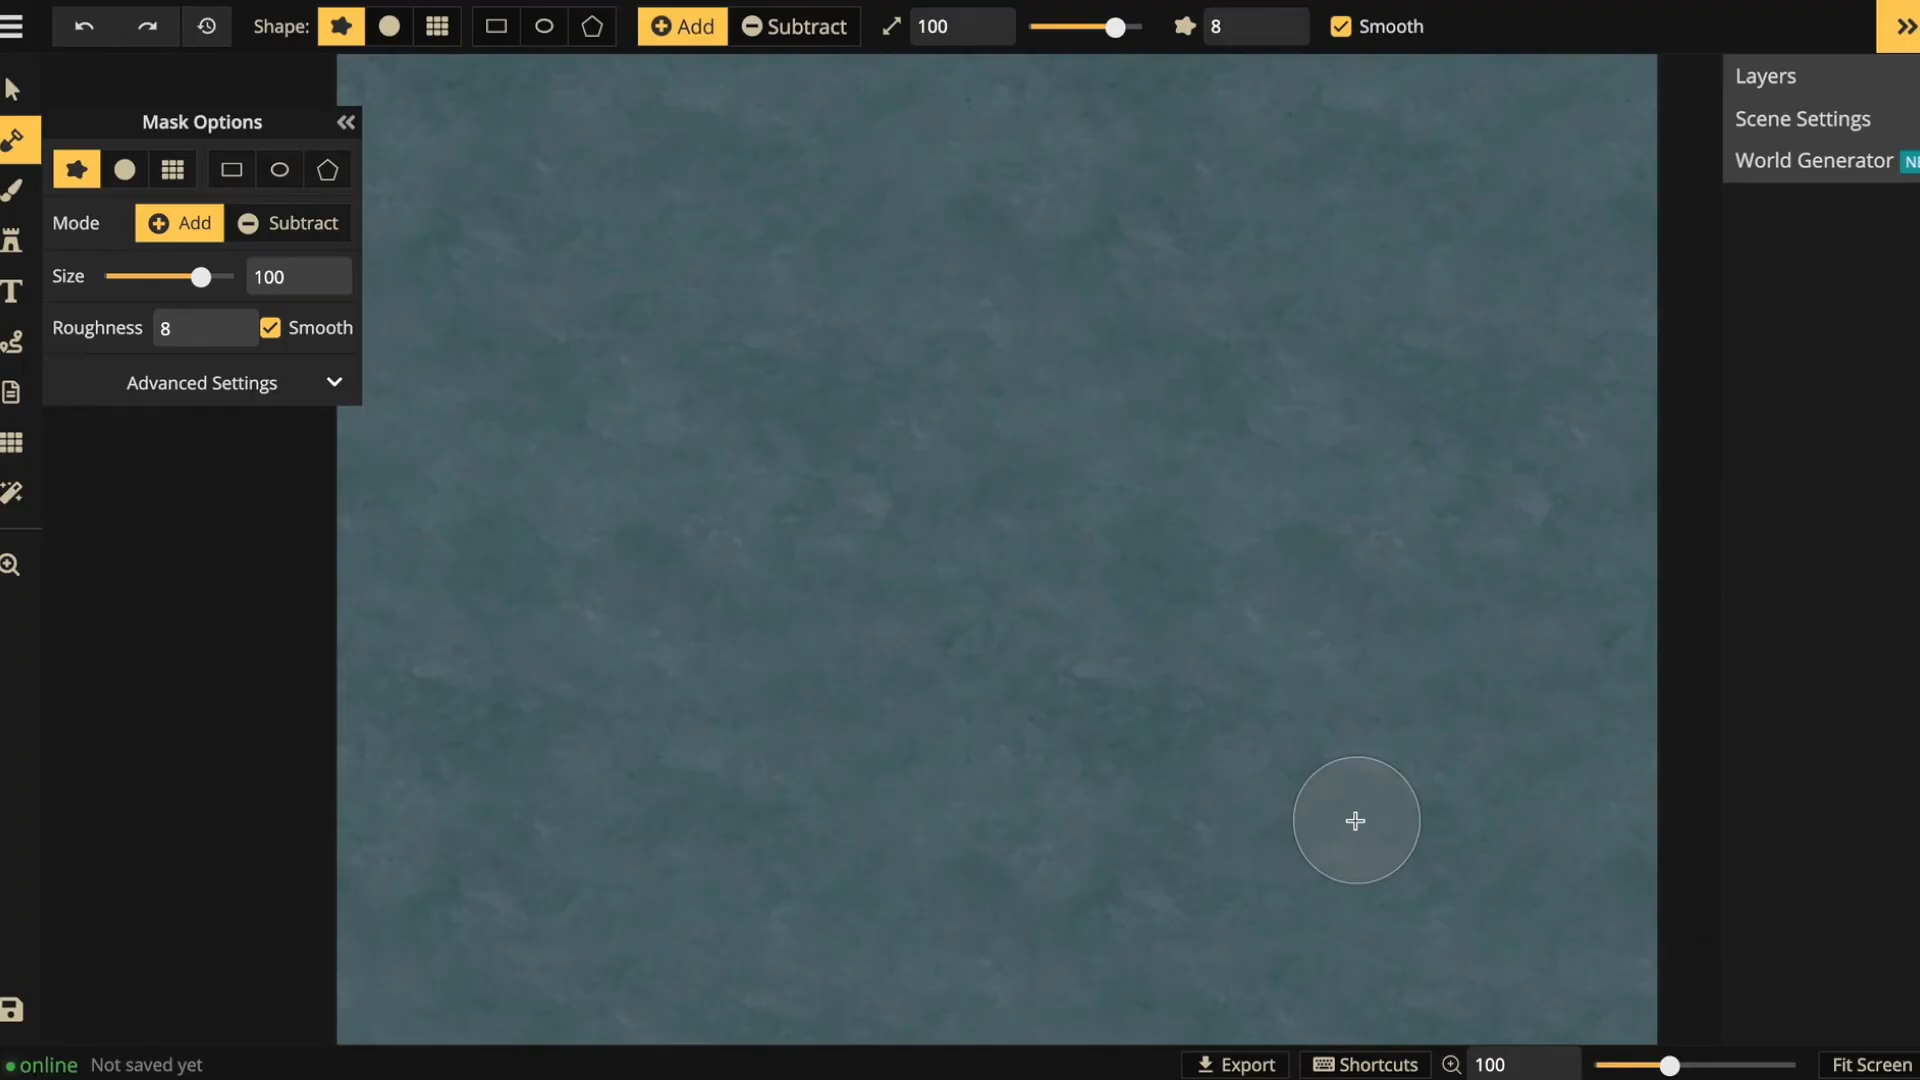 Shape: Add Subtract 100 8 Smooth
Layers
Scene Settings
World Generator
Mask Options
Mode Add Subtract
Size 100
Roughness 8 Smooth
Advanced Settings
online Not saved yet Export Shortcuts 100 Fit Screen